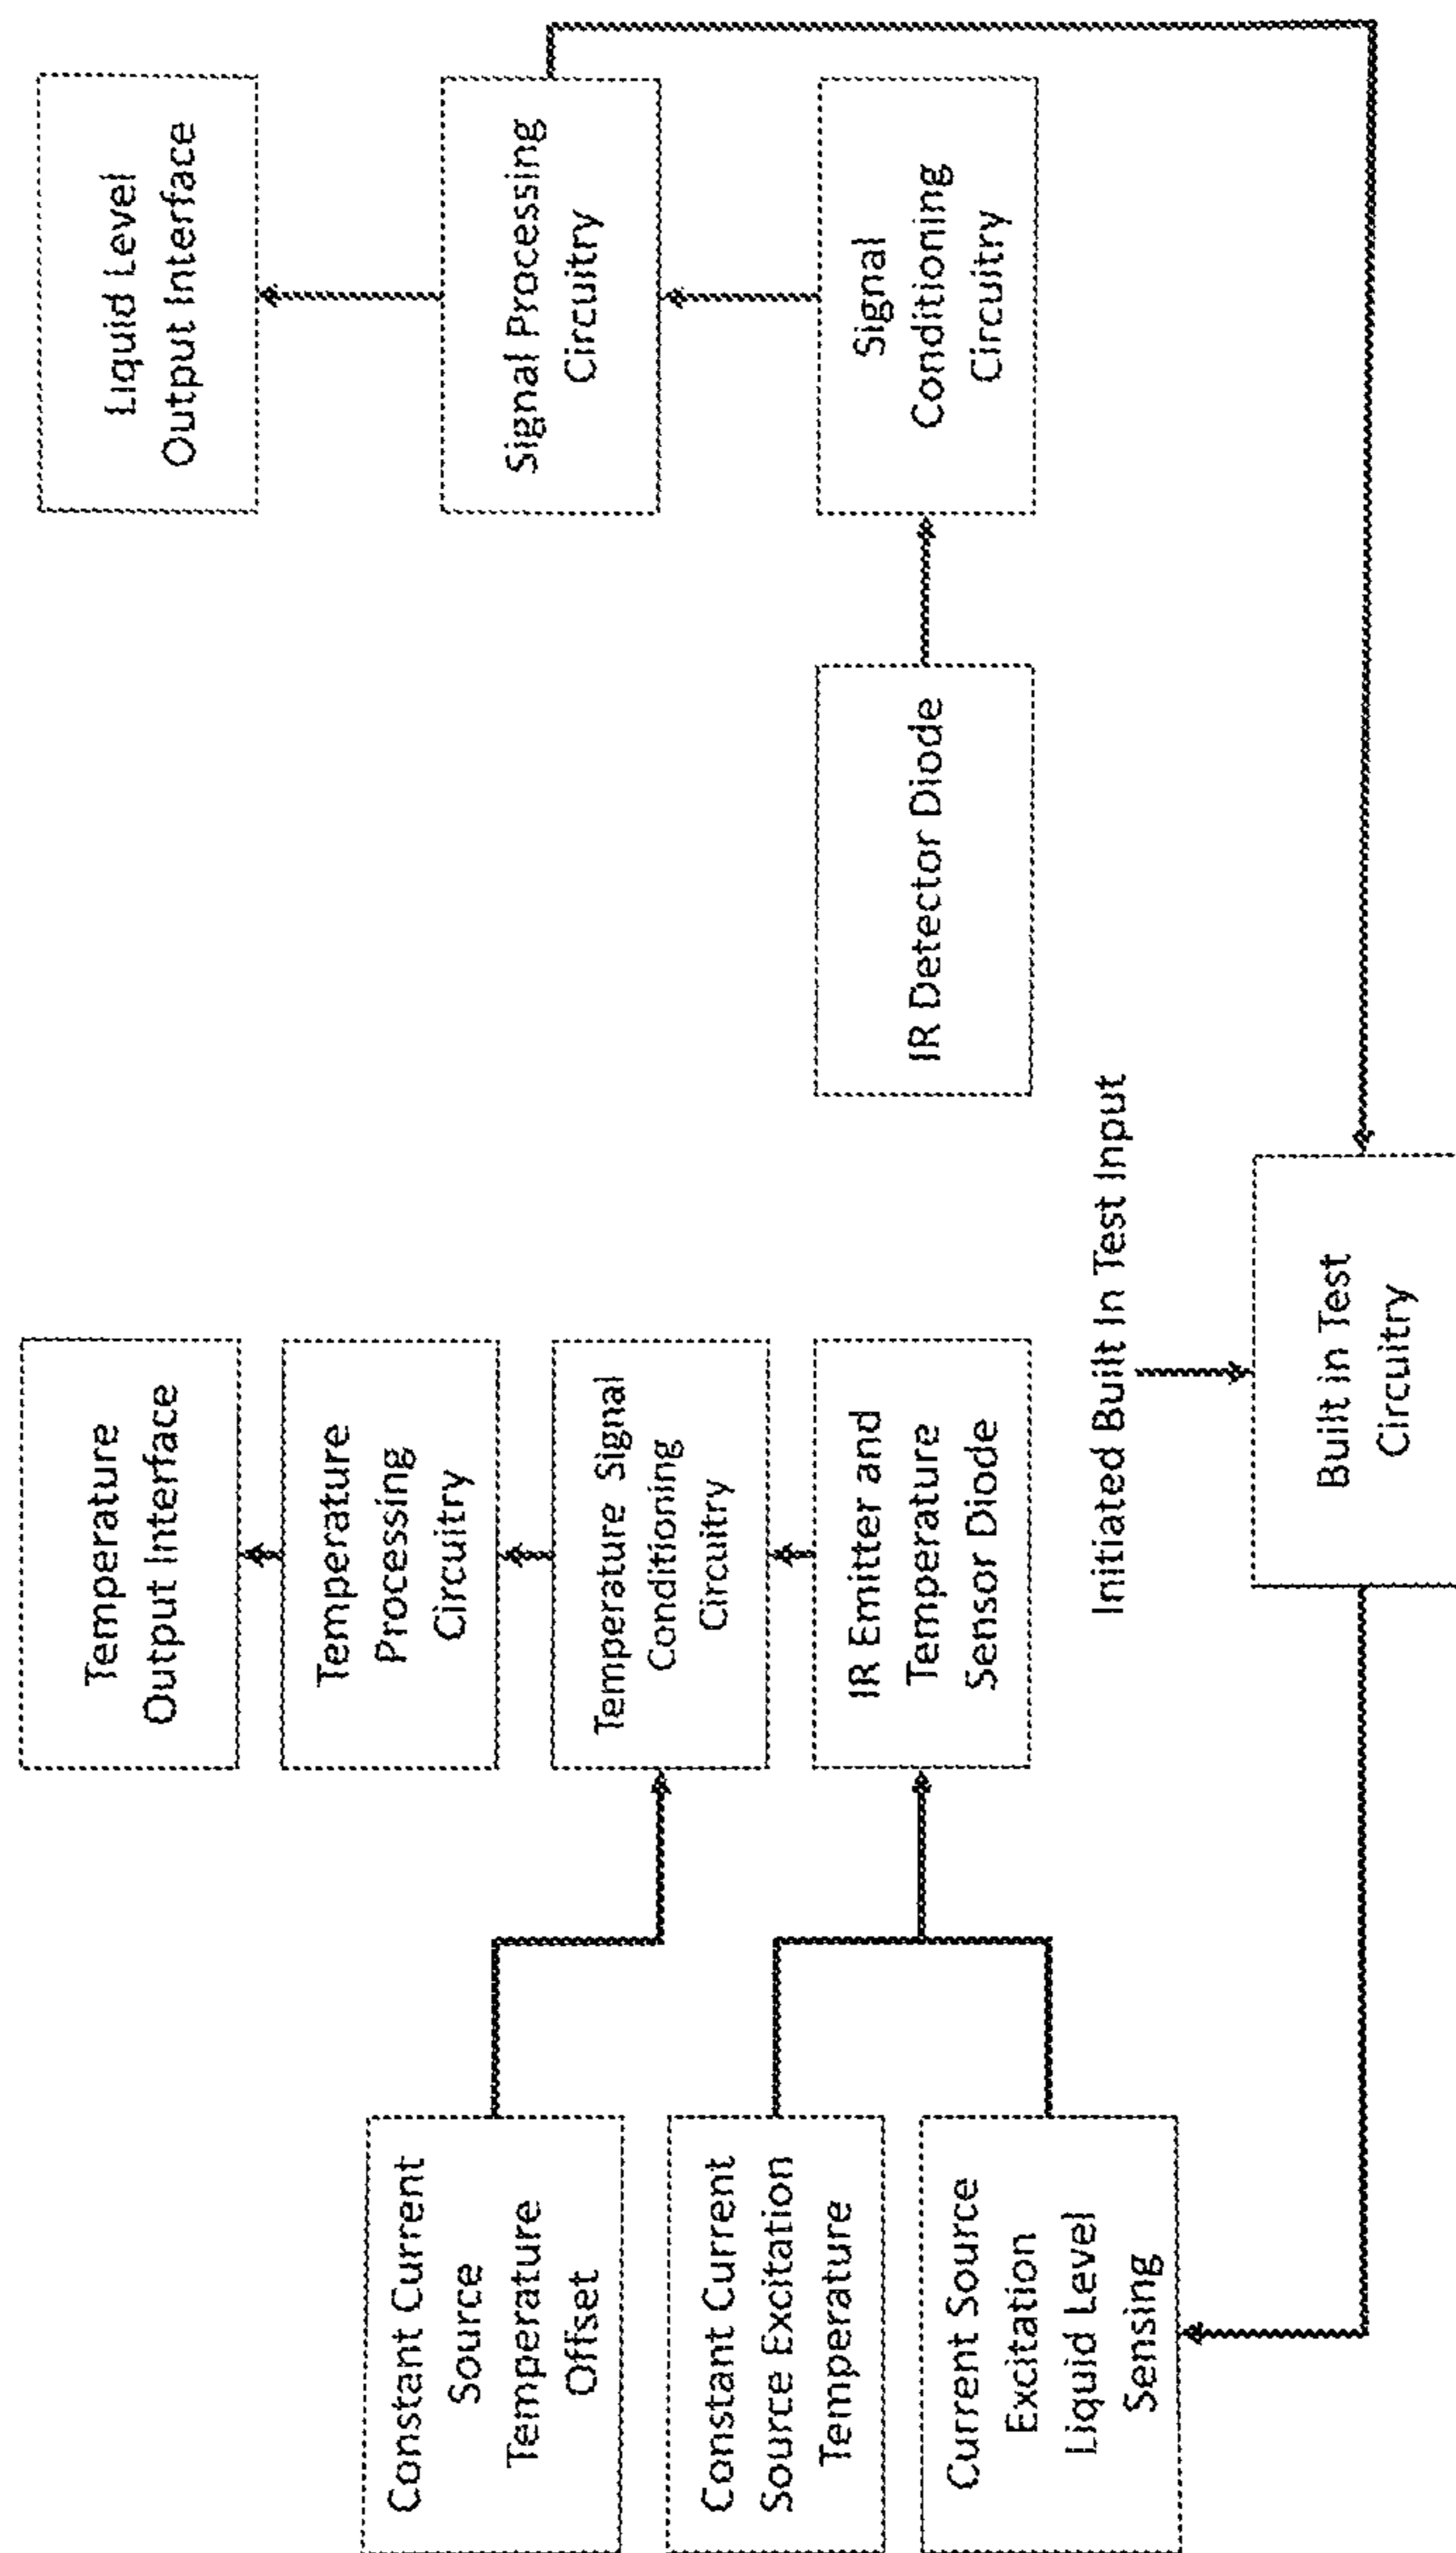 Constant Current
Source
Temperature
Offset
Constant Current
Source Excitation
Temperature
Current Source
Excitation
Liquid Level
Sensing
Temperature
Output Interface
Temperature
Processing
Circuitry
Temperature Signal
Conditioning
Circuitry
IR Emitter and
Temperature
Sensor Diode
Initiated Built In Test Input
Built in Test
Circuitry
IR Detector Diode
Liquid Level
Output Interface
Signal Processing
Circuitry
Signal
Conditioning
Circuitry